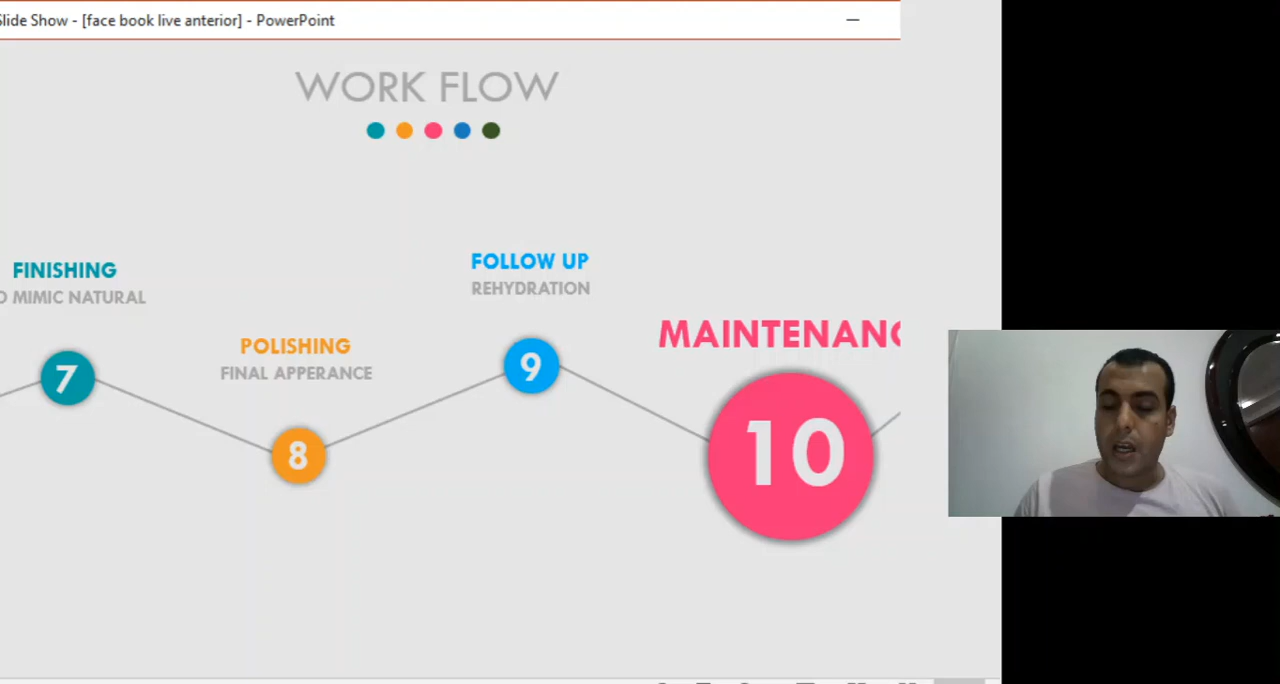 Slide Show - [face book live anterior] - PowerPoint
WORK FLOW
FINISHING
MIMIC NATURAL
7
POLISHING
FINAL APPERANCE
8
FOLLOW UP
REHYDRATION
9
MAINTENANC
10